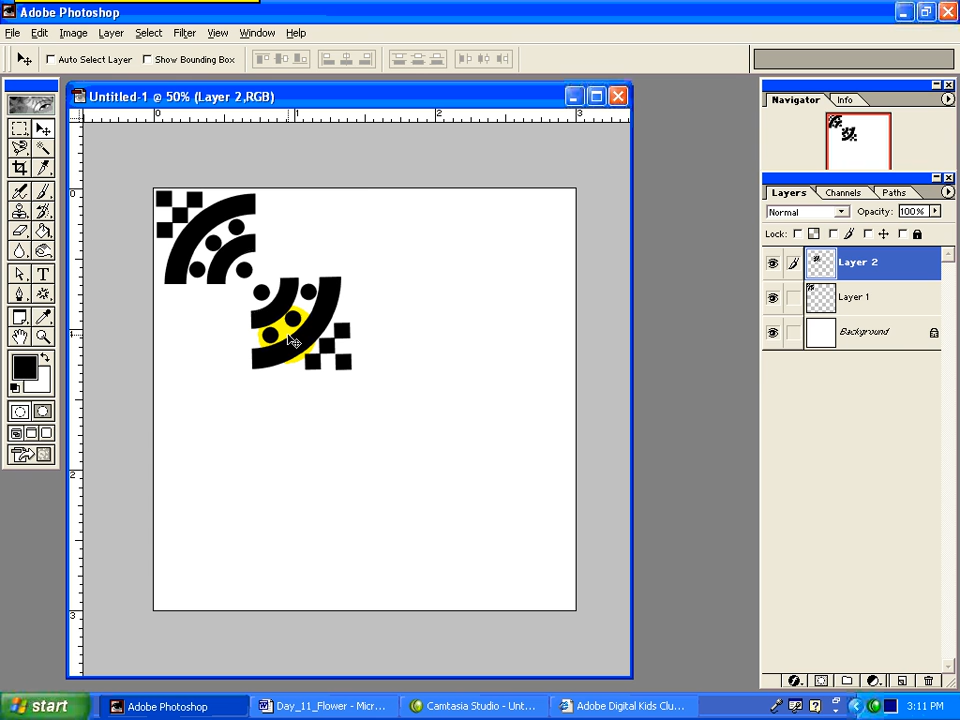 Adobe Photoshop
File Edit Image Layer Select Filter View Window Help
Auto Select Layer Show Bounding Box
Untitled-1 @ 50% (Layer 2,RGB)
0 1 2 3
0
1
2
3
Navigator Info
Layers Channels Paths
Normal Opacity: 100%
Lock:
Layer 2
Layer 1
Background
T
start Adobe Photoshop Day_11_Flower - Micr... Camtasia Studio - Unt... Adobe Digital Kids Clu... 3:11 PM